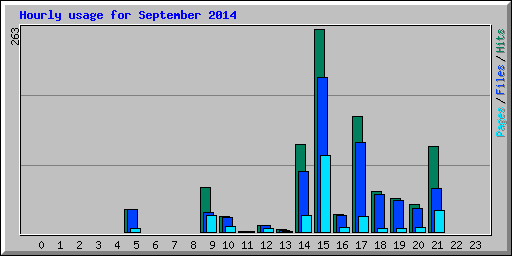 Hourly usage for September 2014
263
Pages/Files/Hits
0 1 2 3 4 5 6 7 8 9 10 11 12 13 14 15 16 17 18 19 20 21 22 23